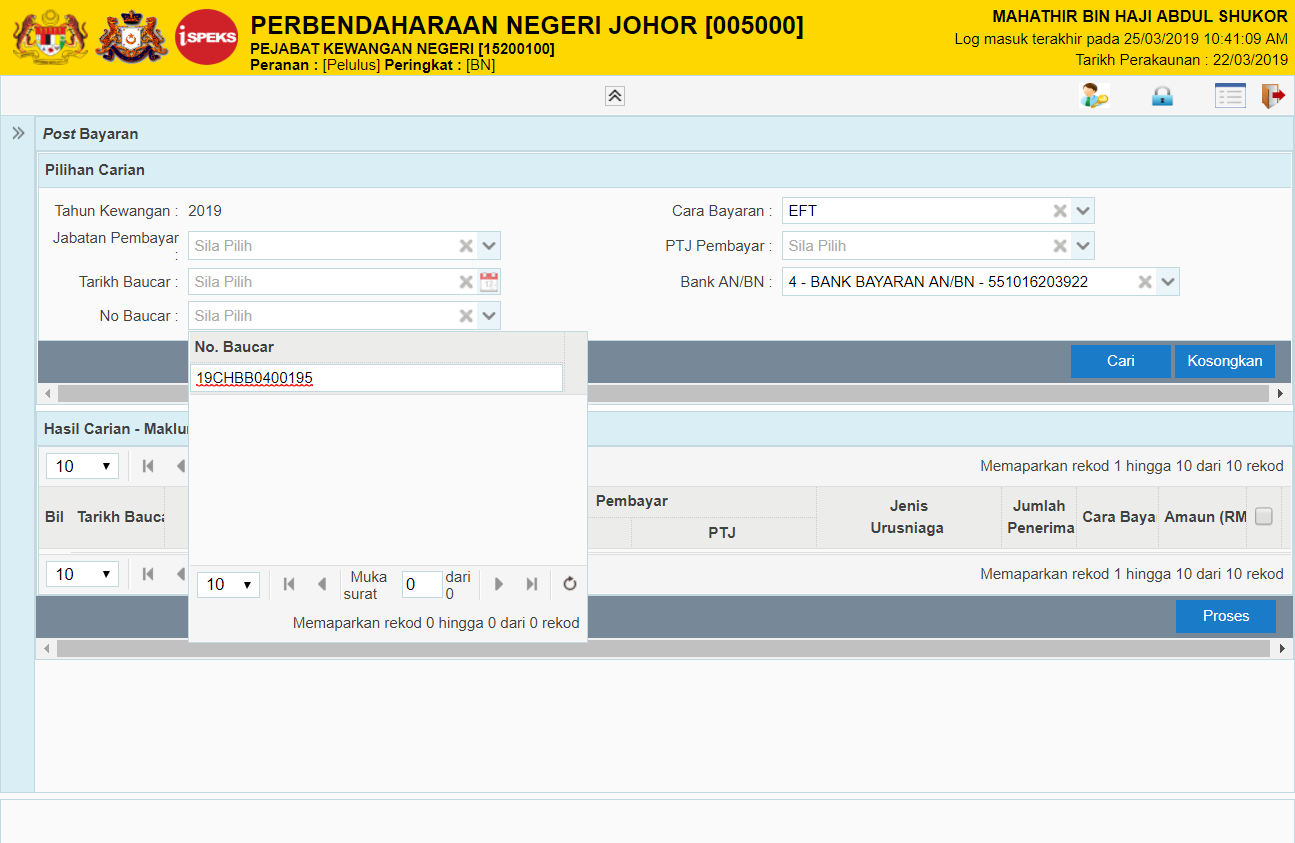 iSPEKS
PERBENDAHARAAN NEGERI JOHOR [005000]
PEJABAT KEWANGAN NEGERI [15200100]
Peranan : [Pelulus] Peringkat : [BN]
MAHATHIR BIN HAJI ABDUL SHUKOR
Log masuk terakhir pada 25/03/2019 10:41:09 AM
Tarikh Perakaunan : 22/03/2019
Post Bayaran
Pilihan Carian
Tahun Kewangan : 2019
Cara Bayaran : EFT
Jabatan Pembayar : Sila Pilih
PTJ Pembayar : Sila Pilih
Tarikh Baucar : Sila Pilih
Bank AN/BN : 4 - BANK BAYARAN AN/BN - 551016203922
No Baucar : Sila Pilih
No. Baucar
19CHBB0400195
Cari Kosongkan
Hasil Carian - Maklu
10
Memaparkan rekod 1 hingga 10 dari 10 rekod
Bil Tarikh Bauca
Pembayar
PTJ
Jenis
Urusniaga
Jumlah
Penerima
Cara Baya
Amaun (RM
10
Memaparkan rekod 1 hingga 10 dari 10 rekod
10 Muka surat 0 dari 0
Memaparkan rekod 0 hingga 0 dari 0 rekod
Proses